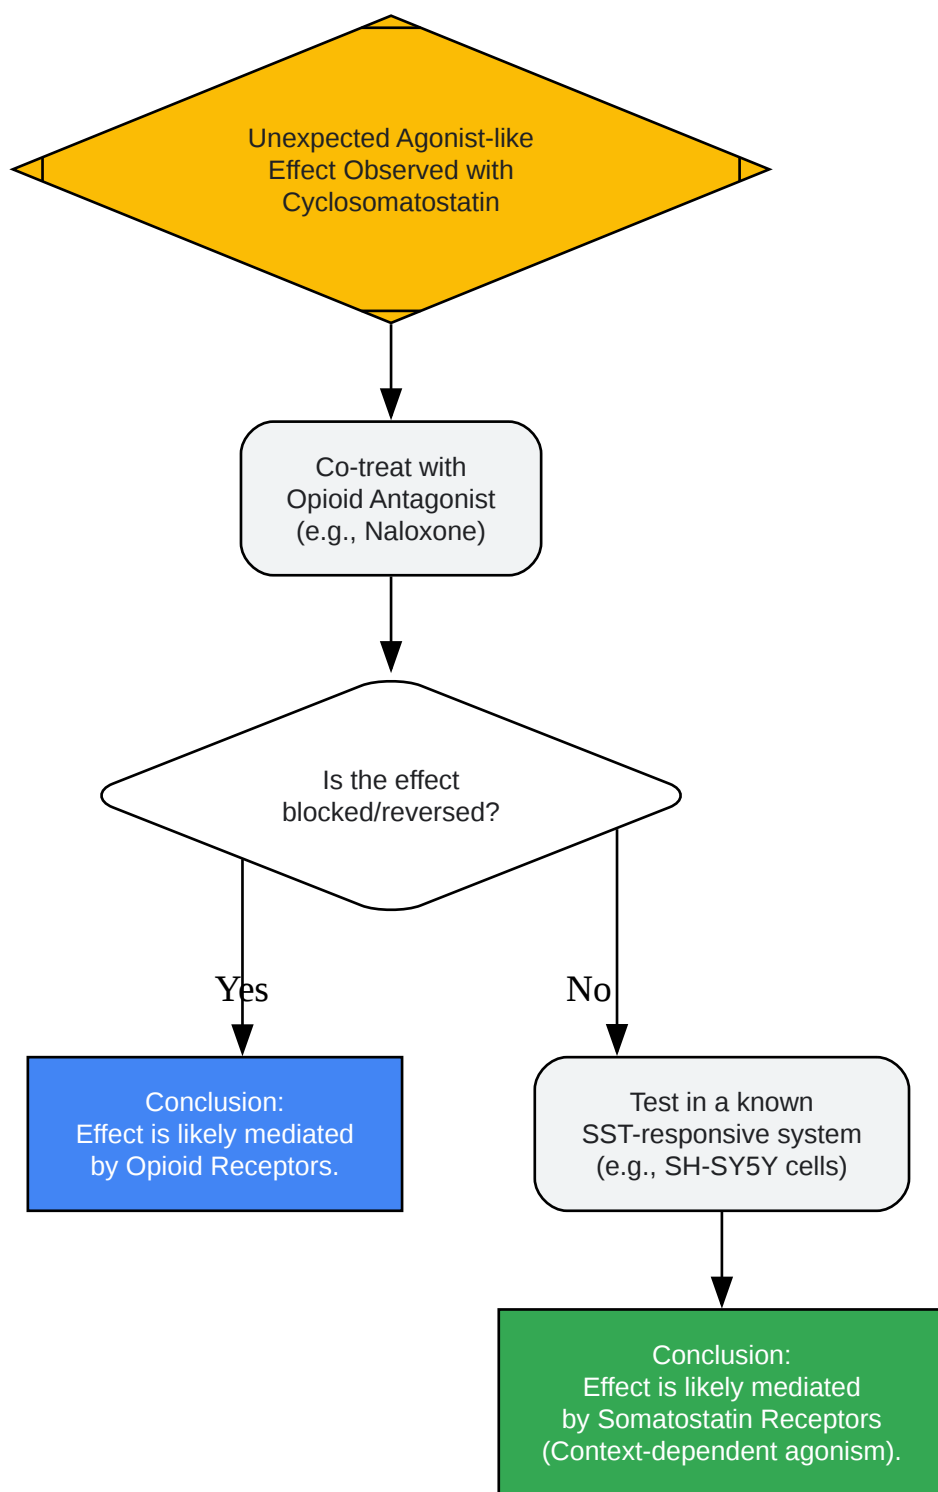 Unexpected Agonist-like
Effect Observed with
Cyclosomatostatin
Co-treat with
Opioid Antagonist
(e.g., Naloxone)
Is the effect
blocked/reversed?
Yes
No
Conclusion:
Effect is likely mediated
by Opioid Receptors.
Test in a known
SST-responsive system
(e.g., SH-SY5Y cells)
Conclusion:
Effect is likely mediated
by Somatostatin Receptors
(Context-dependent agonism).